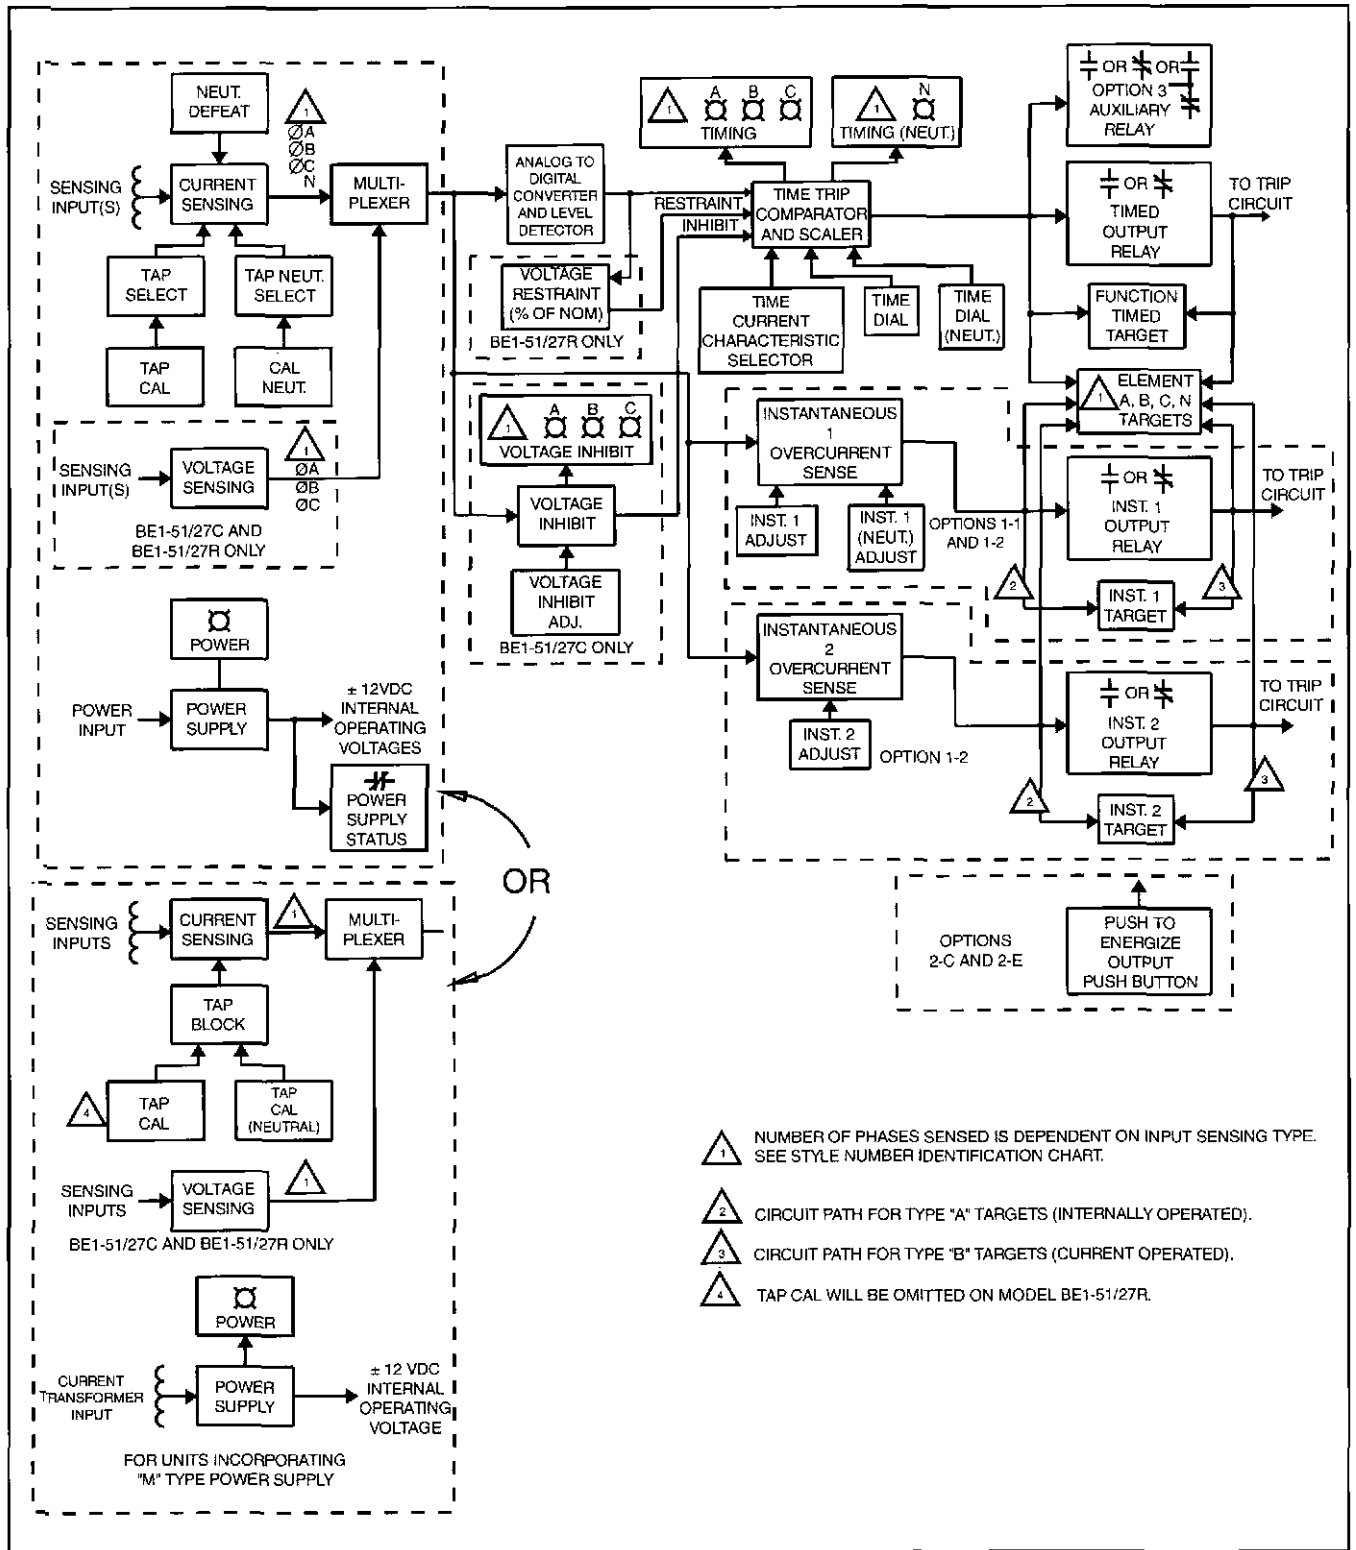 NEUT.
DEFEAT
1
ØA
ØB
ØC
N
SENSING
INPUT(S)
CURRENT
SENSING
MULTI-
PLEXER
TAP
SELECT
TAP NEUT.
SELECT
TAP
CAL
CAL
NEUT.
SENSING
INPUT(S)
VOLTAGE
SENSING
1
ØA
ØB
ØC
BE1-51/27C AND
BE1-51/27R ONLY
POWER
POWER
INPUT
POWER
SUPPLY
± 12VDC
INTERNAL
OPERATING
VOLTAGES
POWER
SUPPLY
STATUS
ANALOG TO
DIGITAL
CONVERTER
AND LEVEL
DETECTOR
VOLTAGE
RESTRAINT
(% OF NOM)
BE1-51/27R ONLY
RESTRAINT
INHIBIT
1
A B C
TIMING
1
N
TIMING (NEUT.)
TIME TRIP
COMPARATOR
AND SCALER
TIME
CURRENT
CHARACTERISTIC
SELECTOR
TIME
DIAL
TIME
DIAL
(NEUT.)
1
A B C
VOLTAGE INHIBIT
VOLTAGE
INHIBIT
VOLTAGE
INHIBIT
ADJ.
BE1-51/27C ONLY
INSTANTANEOUS
1
OVERCURRENT
SENSE
INST. 1
ADJUST
INST. 1
(NEUT.)
ADJUST
OPTIONS 1-1
AND 1-2
INSTANTANEOUS
2
OVERCURRENT
SENSE
INST. 2
ADJUST
OPTION 1-2
OR OR
OPTION 3
AUXILIARY
RELAY
OR
TIMED
OUTPUT
RELAY
TO TRIP
CIRCUIT
FUNCTION
TIMED
TARGET
1
ELEMENT
A, B, C, N
TARGETS
OR
INST. 1
OUTPUT
RELAY
TO TRIP
CIRCUIT
2
INST. 1
TARGET
3
OR
INST. 2
OUTPUT
RELAY
TO TRIP
CIRCUIT
2
INST. 2
TARGET
3
OPTIONS
2-C AND 2-E
PUSH TO
ENERGIZE
OUTPUT
PUSH BUTTON
OR
SENSING
INPUTS
CURRENT
SENSING
1
MULTI-
PLEXER
TAP
BLOCK
4
TAP
CAL
TAP
CAL
(NEUTRAL)
SENSING
INPUTS
VOLTAGE
SENSING
1
BE1-51/27C AND BE1-51/27R ONLY
POWER
CURRENT
TRANSFORMER
INPUT
POWER
SUPPLY
± 12 VDC
INTERNAL
OPERATING
VOLTAGE
FOR UNITS INCORPORATING
"M" TYPE POWER SUPPLY
1 NUMBER OF PHASES SENSED IS DEPENDENT ON INPUT SENSING TYPE.
SEE STYLE NUMBER IDENTIFICATION CHART.
2 CIRCUIT PATH FOR TYPE "A" TARGETS (INTERNALLY OPERATED).
3 CIRCUIT PATH FOR TYPE "B" TARGETS (CURRENT OPERATED).
4 TAP CAL WILL BE OMITTED ON MODEL BE1-51/27R.